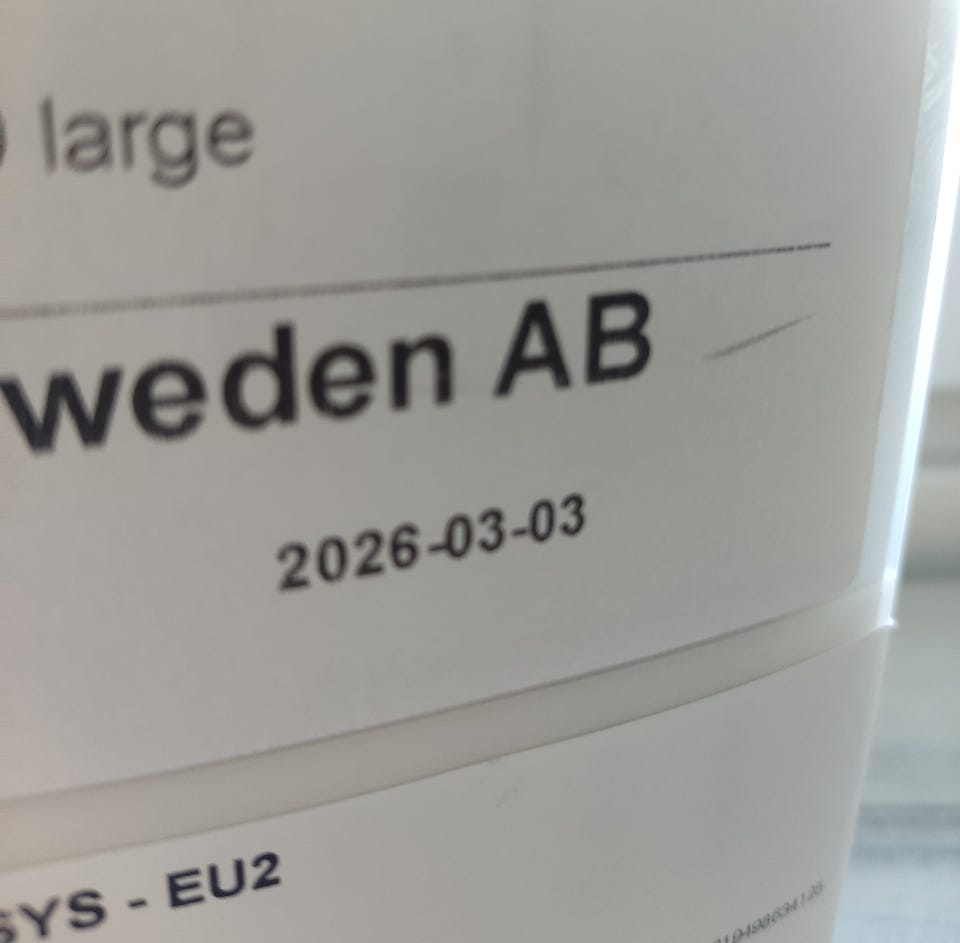 large
weden AB
2026-03-03
SYS - EU2